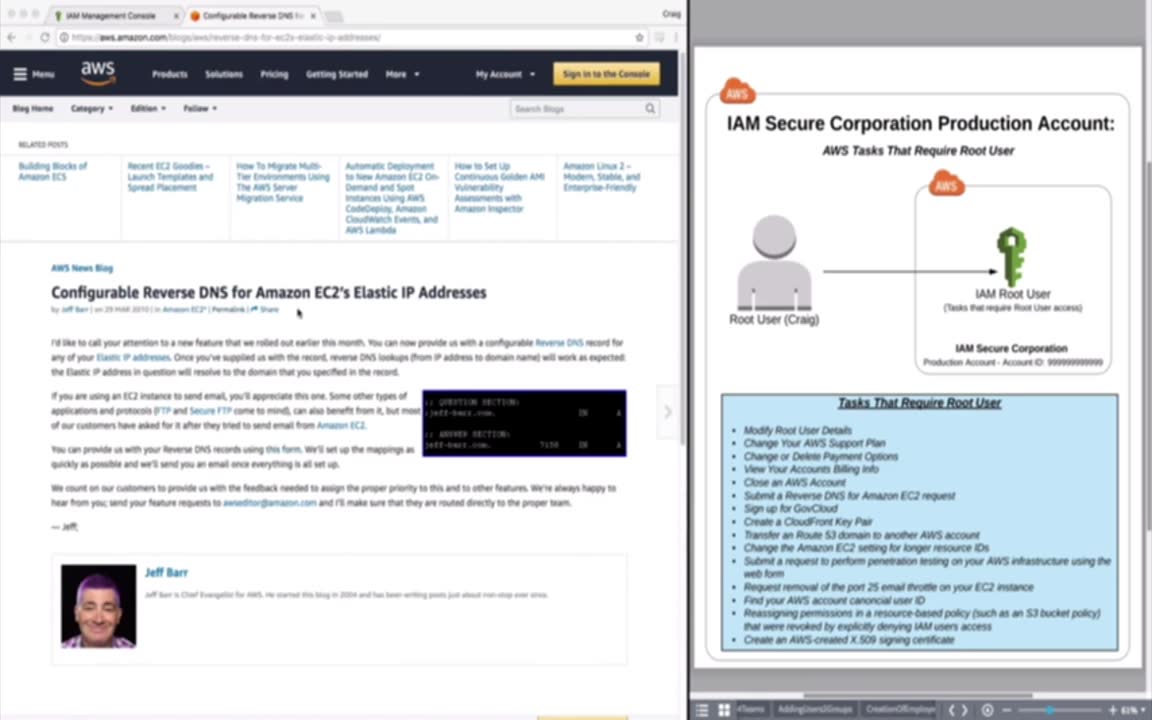 IAM Management Console
Configurable Reverse DNS
Craig
https://aws.amazon.com/blogs/aws/reverse-dns-for-ec2s-elastic-ip-addresses/
Menu
aws
Products
Solutions
Pricing
Getting Started
More
My Account
Sign in to the Console
Blog Home
Category
Edition
Follow
Search Blogs
RELATED POSTS
Building Blocks of
Amazon ECS
Recent EC2 Goodies –
Launch Templates and
Spread Placement
How To Migrate Multi-
Tier Environments Using
The AWS Server
Migration Service
Automatic Deployment
to New Amazon EC2 On-
Demand and Spot
Instances Using AWS
CodeDeploy, Amazon
CloudWatch Events, and
AWS Lambda
How to Set Up
Continuous Golden AMI
Vulnerability
Assessments with
Amazon Inspector
Amazon Linux 2 –
Modern, Stable, and
Enterprise-Friendly
AWS News Blog
Configurable Reverse DNS for Amazon EC2's Elastic IP Addresses
by Jeff Barr | on 29 MAR 2010 | in Amazon EC2* | Permalink | Share
I'd like to call your attention to a new feature that we rolled out earlier this month. You can now provide us with a configurable Reverse DNS record for
any of your Elastic IP addresses. Once you've supplied us with the record, reverse DNS lookups (from IP address to domain name) will work as expected:
the Elastic IP address in question will resolve to the domain that you specified in the record.
If you are using an EC2 instance to send email, you'll appreciate this one. Some other types of
applications and protocols (FTP and Secure FTP come to mind), can also benefit from it, but most
of our customers have asked for it after they tried to send email from Amazon EC2.
;; QUESTION SECTION:
;jeff-barr.com. IN A
;; ANSWER SECTION:
jeff-barr.com. 7150 IN A
You can provide us with your Reverse DNS records using this form. We'll set up the mappings as
quickly as possible and we'll send you an email once everything is all set up.
We count on our customers to provide us with the feedback needed to assign the proper priority to this and to other features. We're always happy to
hear from you; send your feature requests to awseditor@amazon.com and I'll make sure that they are routed directly to the proper team.
— Jeff;
Jeff Barr
Jeff Barr is Chief Evangelist for AWS. He started this blog in 2004 and has been writing posts just about non-stop ever since.
AWS
IAM Secure Corporation Production Account:
AWS Tasks That Require Root User
AWS
Root User (Craig)
IAM Root User
(Tasks that require Root User access)
IAM Secure Corporation
Production Account - Account ID: 999999999999
Tasks That Require Root User
• Modify Root User Details
• Change Your AWS Support Plan
• Change or Delete Payment Options
• View Your Accounts Billing Info
• Close an AWS Account
• Submit a Reverse DNS for Amazon EC2 request
• Sign up for GovCloud
• Create a CloudFront Key Pair
• Transfer an Route 53 domain to another AWS account
• Change the Amazon EC2 setting for longer resource IDs
• Submit a request to perform penetration testing on your AWS infrastructure using the
web form
• Request removal of the port 25 email throttle on your EC2 instance
• Find your AWS account canoncial user ID
• Reassigning permissions in a resource-based policy (such as an S3 bucket policy)
that were revoked by explicitly denying IAM users access
• Create an AWS-created X.509 signing certificate
4Teams
AddingUsers2Groups
CreationOfEmploye
61%